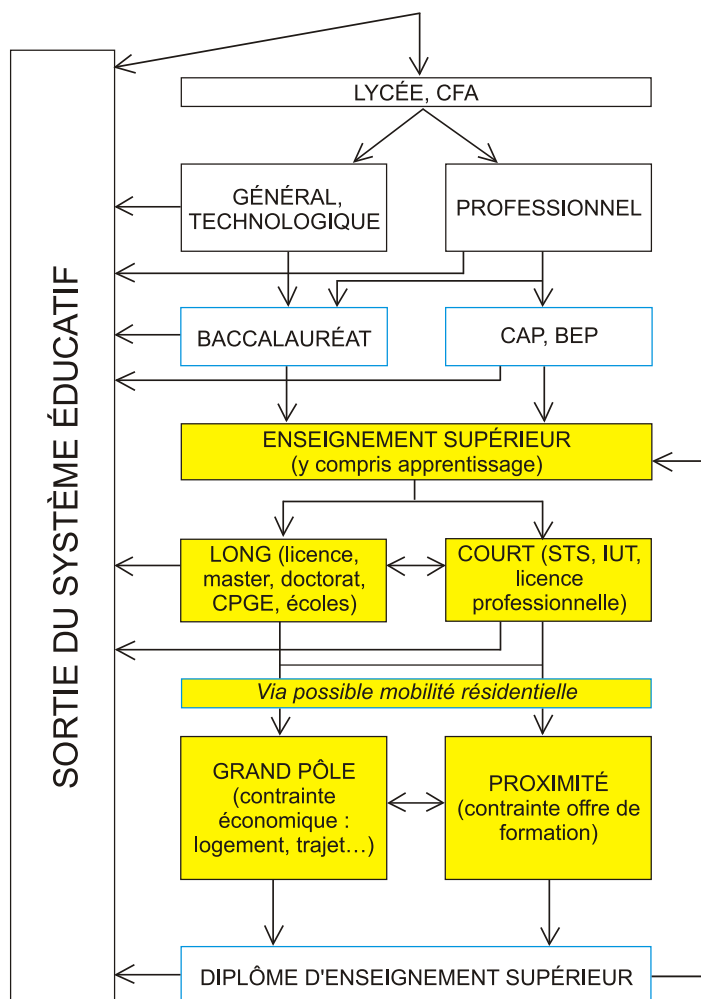 SORTIE DU SYSTÈME ÉDUCATIF
LYCÉE, CFA
GÉNÉRAL,
TECHNOLOGIQUE
PROFESSIONNEL
BACCALAURÉAT
CAP, BEP
ENSEIGNEMENT SUPÉRIEUR
(y compris apprentissage)
LONG (licence,
master, doctorat,
CPGE, écoles)
COURT (STS, IUT,
licence
professionnelle)
Via possible mobilité résidentielle
GRAND PÔLE
(contrainte
économique :
logement, trajet…)
PROXIMITÉ
(contrainte offre de
formation)
DIPLÔME D'ENSEIGNEMENT SUPÉRIEUR